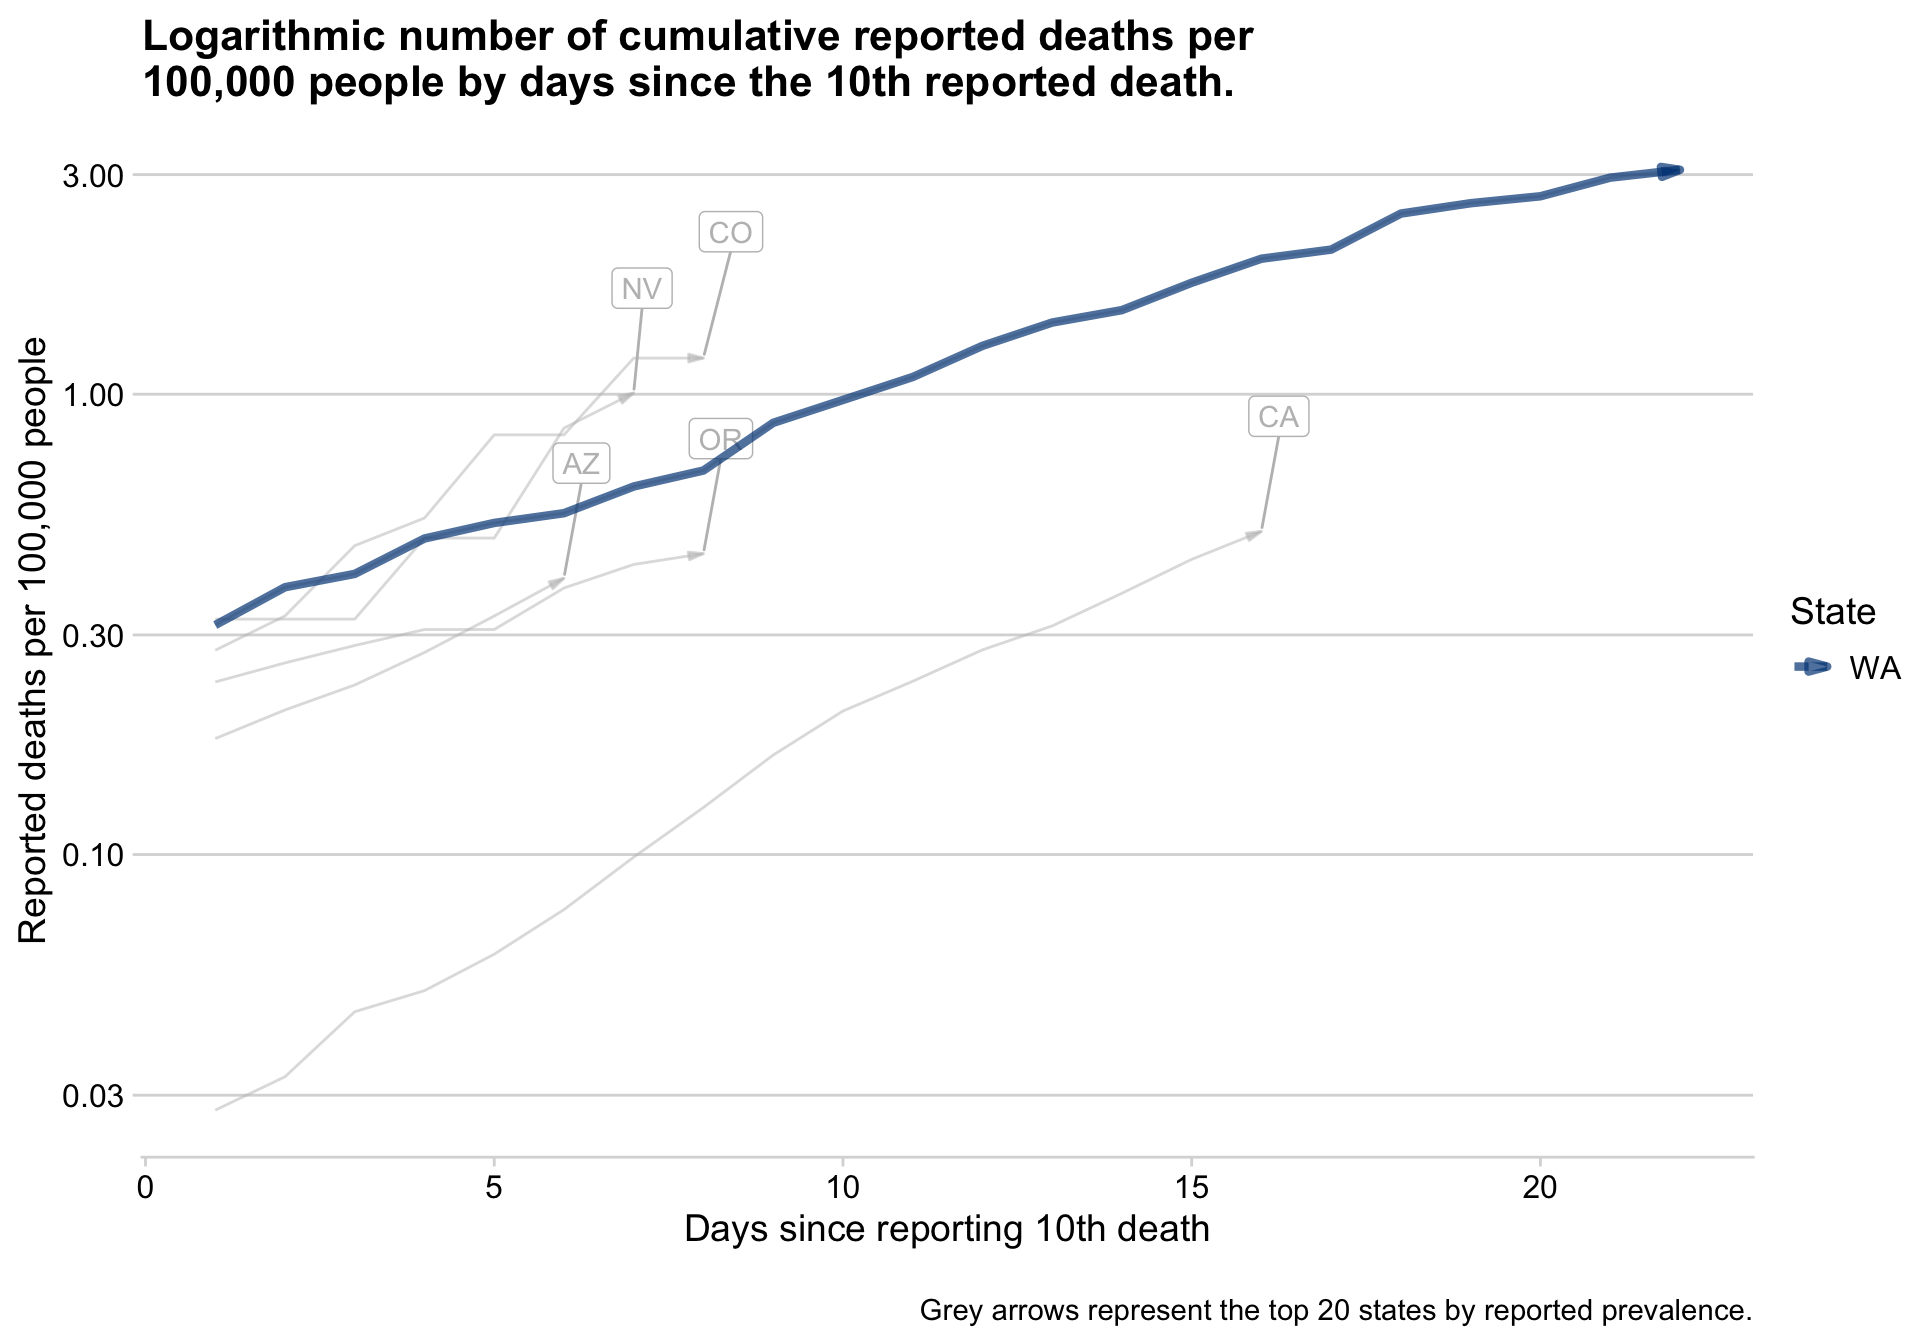 Logarithmic number of cumulative reported deaths per
100,000 people by days since the 10th reported death.
Reported deaths per 100,000 people
3.00
1.00
0.30
0.10
0.03
CO
NV
OR
AZ
CA
State
WA
0 5 10 15 20
Days since reporting 10th death
Grey arrows represent the top 20 states by reported prevalence.